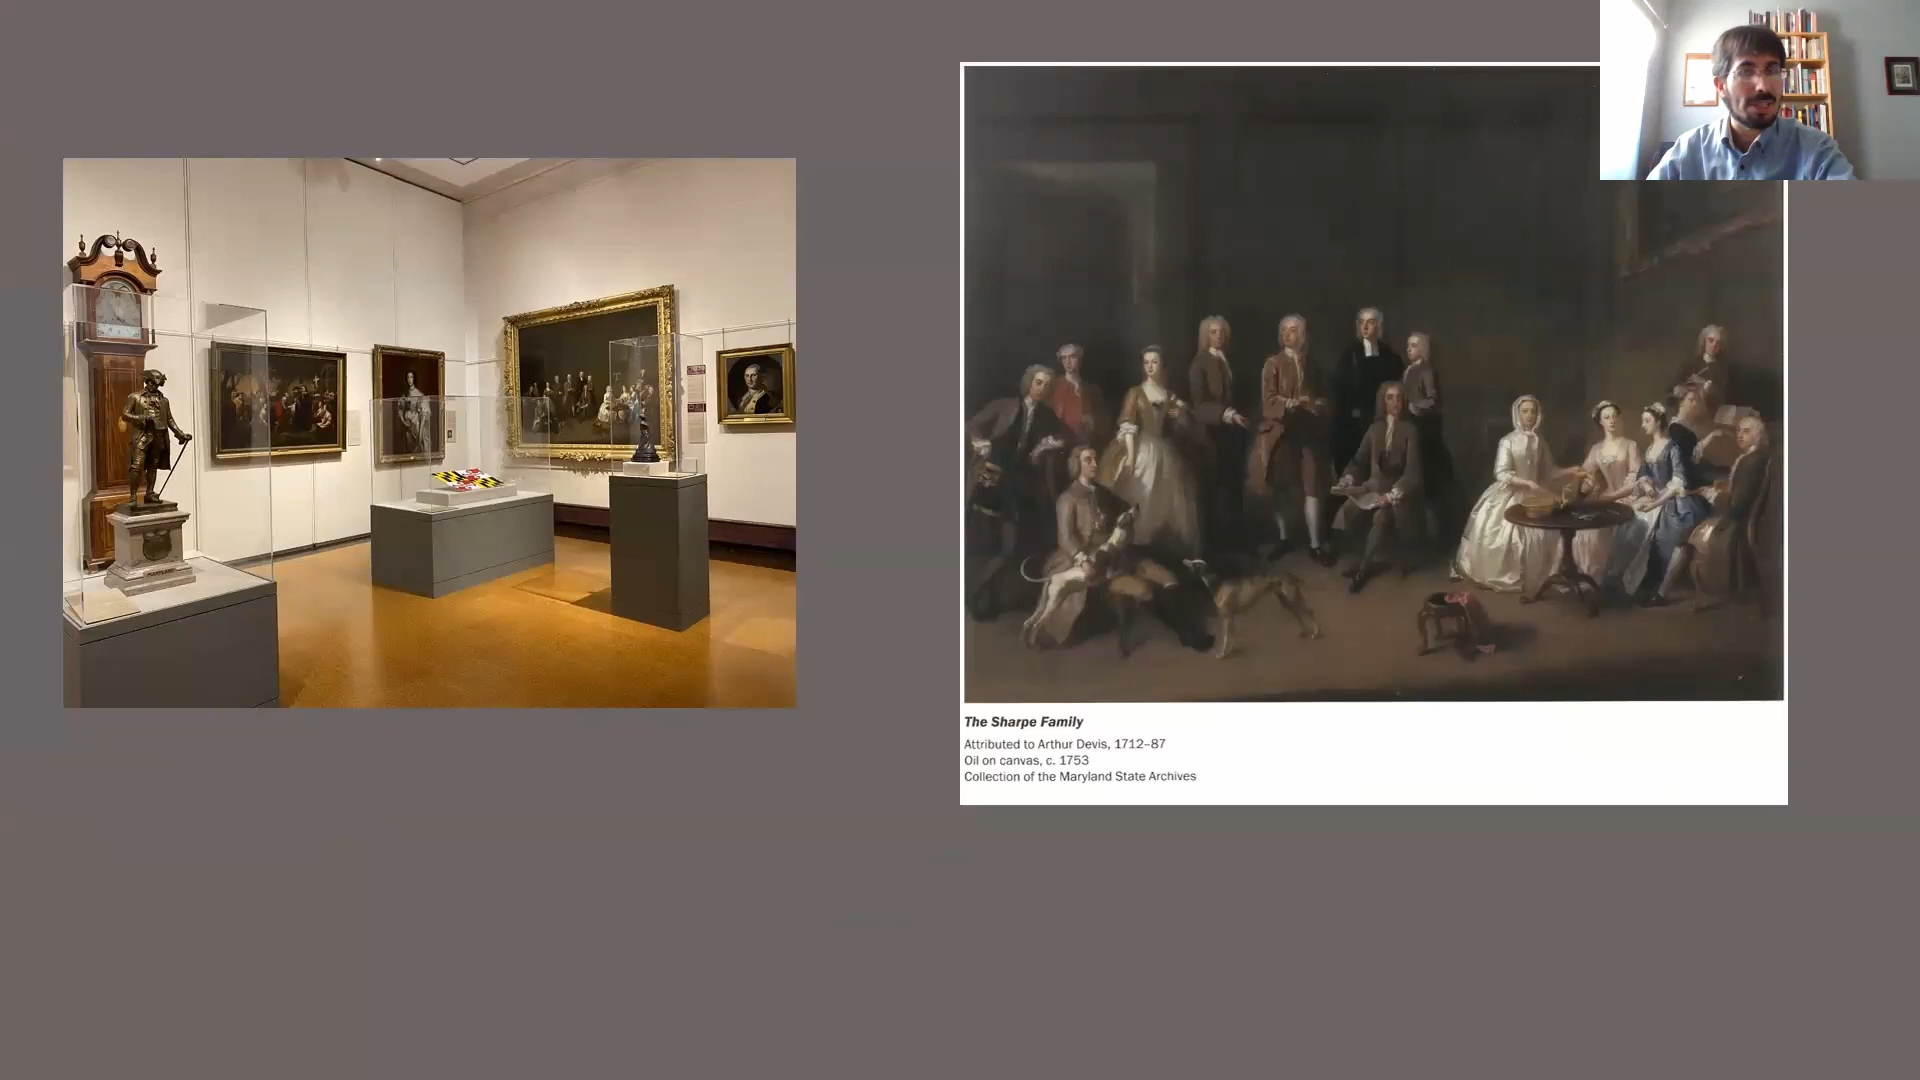 The Sharpe Family
Attributed to Arthur Devis, 1712–87
Oil on canvas, c. 1753
Collection of the Maryland State Archives